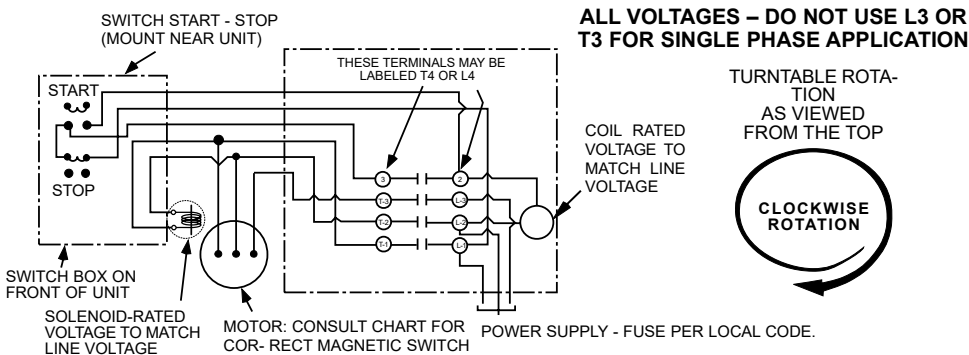 SWITCH START - STOP
(MOUNT NEAR UNIT)
ALL VOLTAGES – DO NOT USE L3 OR
T3 FOR SINGLE PHASE APPLICATION
THESE TERMINALS MAY BE
LABELED T4 OR L4
START
STOP
TURNTABLE ROTA-
TION
AS VIEWED
FROM THE TOP
COIL RATED
VOLTAGE TO
MATCH LINE
VOLTAGE
3
2
T-3
L-3
T-2
L-2
T-1
L-1
CLOCKWISE
ROTATION
SWITCH BOX ON
FRONT OF UNIT
SOLENOID-RATED
VOLTAGE TO MATCH
LINE VOLTAGE
MOTOR: CONSULT CHART FOR
COR- RECT MAGNETIC SWITCH
POWER SUPPLY - FUSE PER LOCAL CODE.